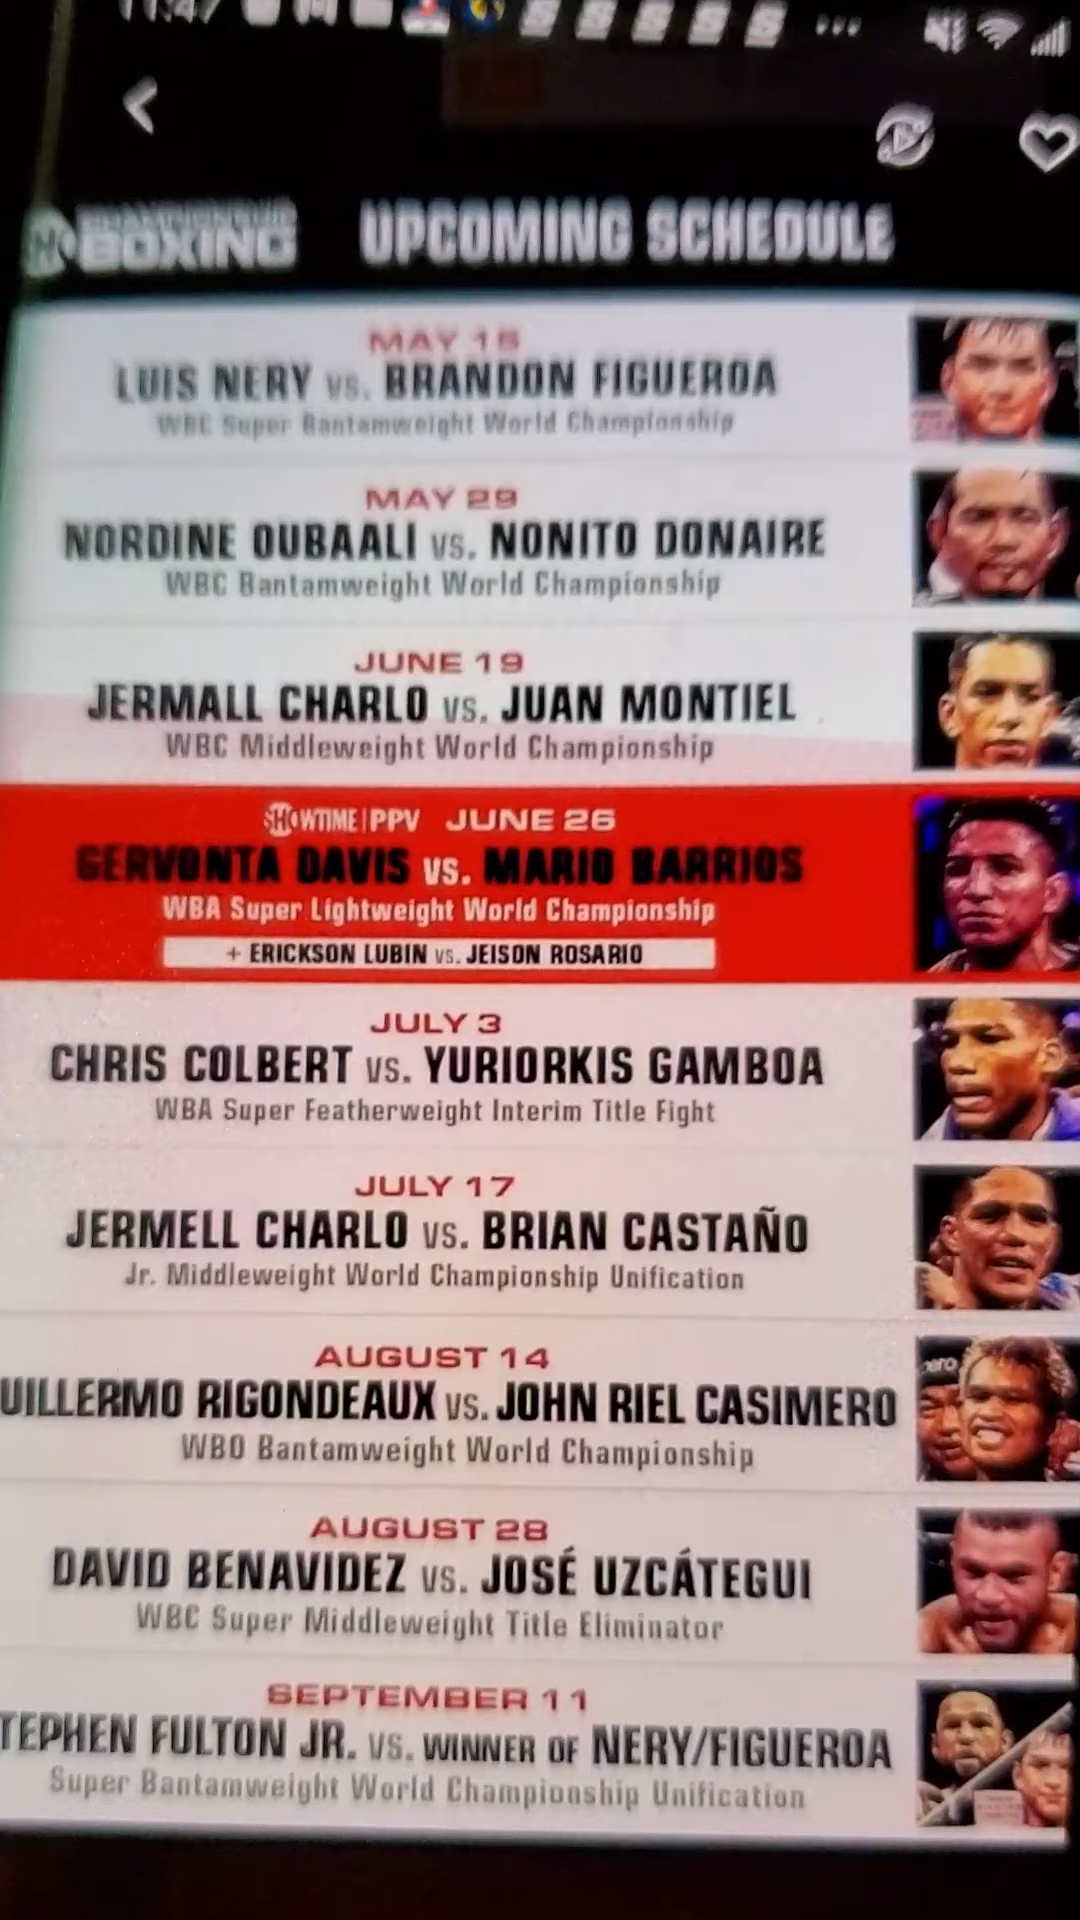 11:47
CHAMPIONSHIP
BOXING
UPCOMING SCHEDULE
MAY 15
LUIS NERY vs. BRANDON FIGUEROA
WBC Super Bantamweight World Championship
MAY 29
NORDINE OUBAALI vs. NONITO DONAIRE
WBC Bantamweight World Championship
JUNE 19
JERMALL CHARLO vs. JUAN MONTIEL
WBC Middleweight World Championship
SHOWTIME | PPV JUNE 26
GERVONTA DAVIS vs. MARIO BARRIOS
WBA Super Lightweight World Championship
+ ERICKSON LUBIN vs. JEISON ROSARIO
JULY 3
CHRIS COLBERT vs. YURIORKIS GAMBOA
WBA Super Featherweight Interim Title Fight
JULY 17
JERMELL CHARLO vs. BRIAN CASTAÑO
Jr. Middleweight World Championship Unification
AUGUST 14
UILLERMO RIGONDEAUX vs. JOHN RIEL CASIMERO
WBO Bantamweight World Championship
AUGUST 28
DAVID BENAVIDEZ vs. JOSÉ UZCÁTEGUI
WBC Super Middleweight Title Eliminator
SEPTEMBER 11
TEPHEN FULTON JR. vs. WINNER OF NERY/FIGUEROA
Super Bantamweight World Championship Unification